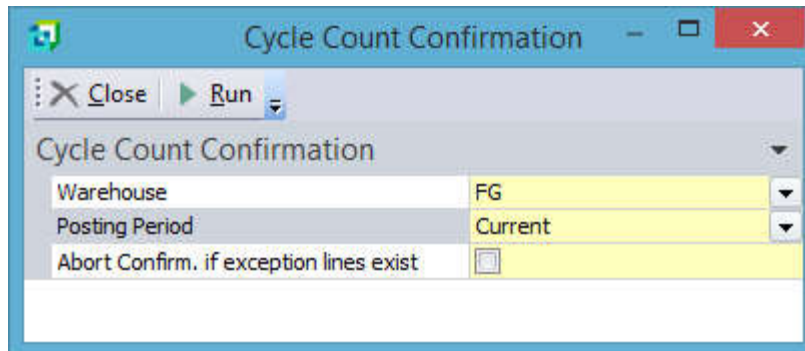 Cycle Count Confirmation
Close Run
Cycle Count Confirmation
Warehouse FG
Posting Period Current
Abort Confirm. if exception lines exist